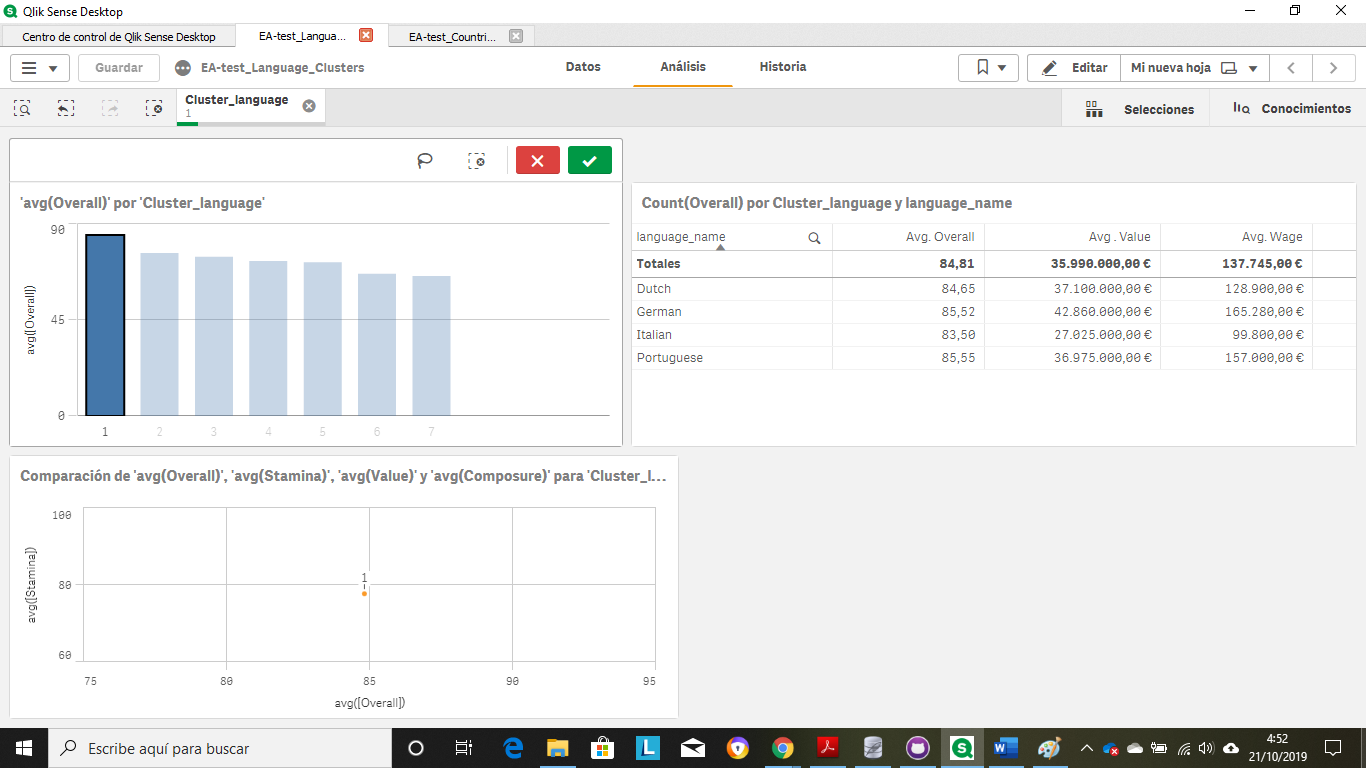 Qlik Sense Desktop
Centro de control de Qlik Sense Desktop
EA-test_Langua...
EA-test_Countri...
Guardar
EA-test_Language_Clusters
Datos
Análisis
Historia
Editar
Mi nueva hoja
Cluster_language
1
Selecciones
Conocimientos
'avg(Overall)' por 'Cluster_language'
avg([Overall])
90
45
0
1 2 3 4 5 6 7
Count(Overall) por Cluster_language y language_name
language_name Avg. Overall Avg . Value Avg. Wage
Totales 84,81 35.990.000,00 € 137.745,00 €
Dutch 84,65 37.100.000,00 € 128.900,00 €
German 85,52 42.860.000,00 € 165.280,00 €
Italian 83,50 27.025.000,00 € 99.800,00 €
Portuguese 85,55 36.975.000,00 € 157.000,00 €
Comparación de 'avg(Overall)', 'avg(Stamina)', 'avg(Value)' y 'avg(Composure)' para 'Cluster_l...
avg([Stamina])
100
80
60
1
75 80 85 90 95
avg([Overall])
Escribe aquí para buscar
4:52
21/10/2019